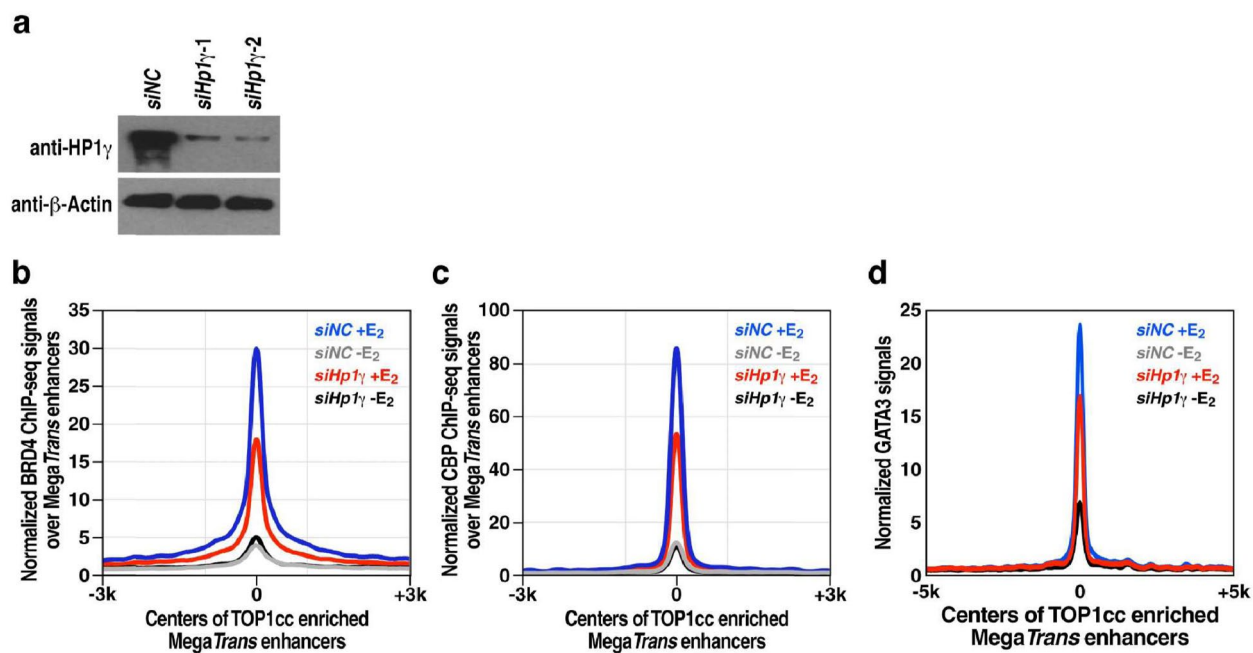 a
siNC
siHp1γ-1
siHp1γ-2
anti-HP1γ
anti-β-Actin
b
Normalized BRD4 ChIP-seq signals
over MegaTrans enhancers
35
30
25
20
15
10
5
0
siNC +E₂
siNC -E₂
siHp1γ +E₂
siHp1γ -E₂
-3k
0
+3k
Centers of TOP1cc enriched
MegaTrans enhancers
c
Normalized CBP ChIP-seq signals
over MegaTrans enhancers
100
80
60
40
20
0
siNC +E₂
siNC -E₂
siHp1γ +E₂
siHp1γ -E₂
-3k
0
+3k
Centers of TOP1cc enriched
MegaTrans enhancers
d
Normalized GATA3 signals
25
20
15
10
5
0
siNC +E₂
siNC -E₂
siHp1γ +E₂
siHp1γ -E₂
-5k
0
+5k
Centers of TOP1cc enriched
MegaTrans enhancers